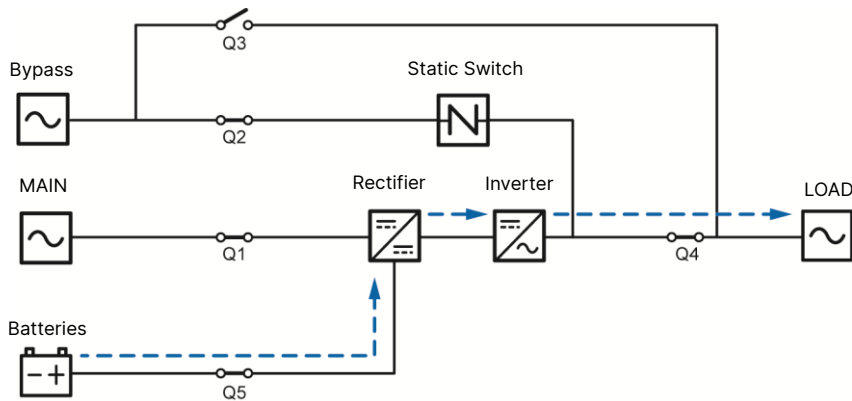 Q3
Bypass
Static Switch
Q2
MAIN
Rectifier
Inverter
LOAD
Q1
Q4
Batteries
Q5